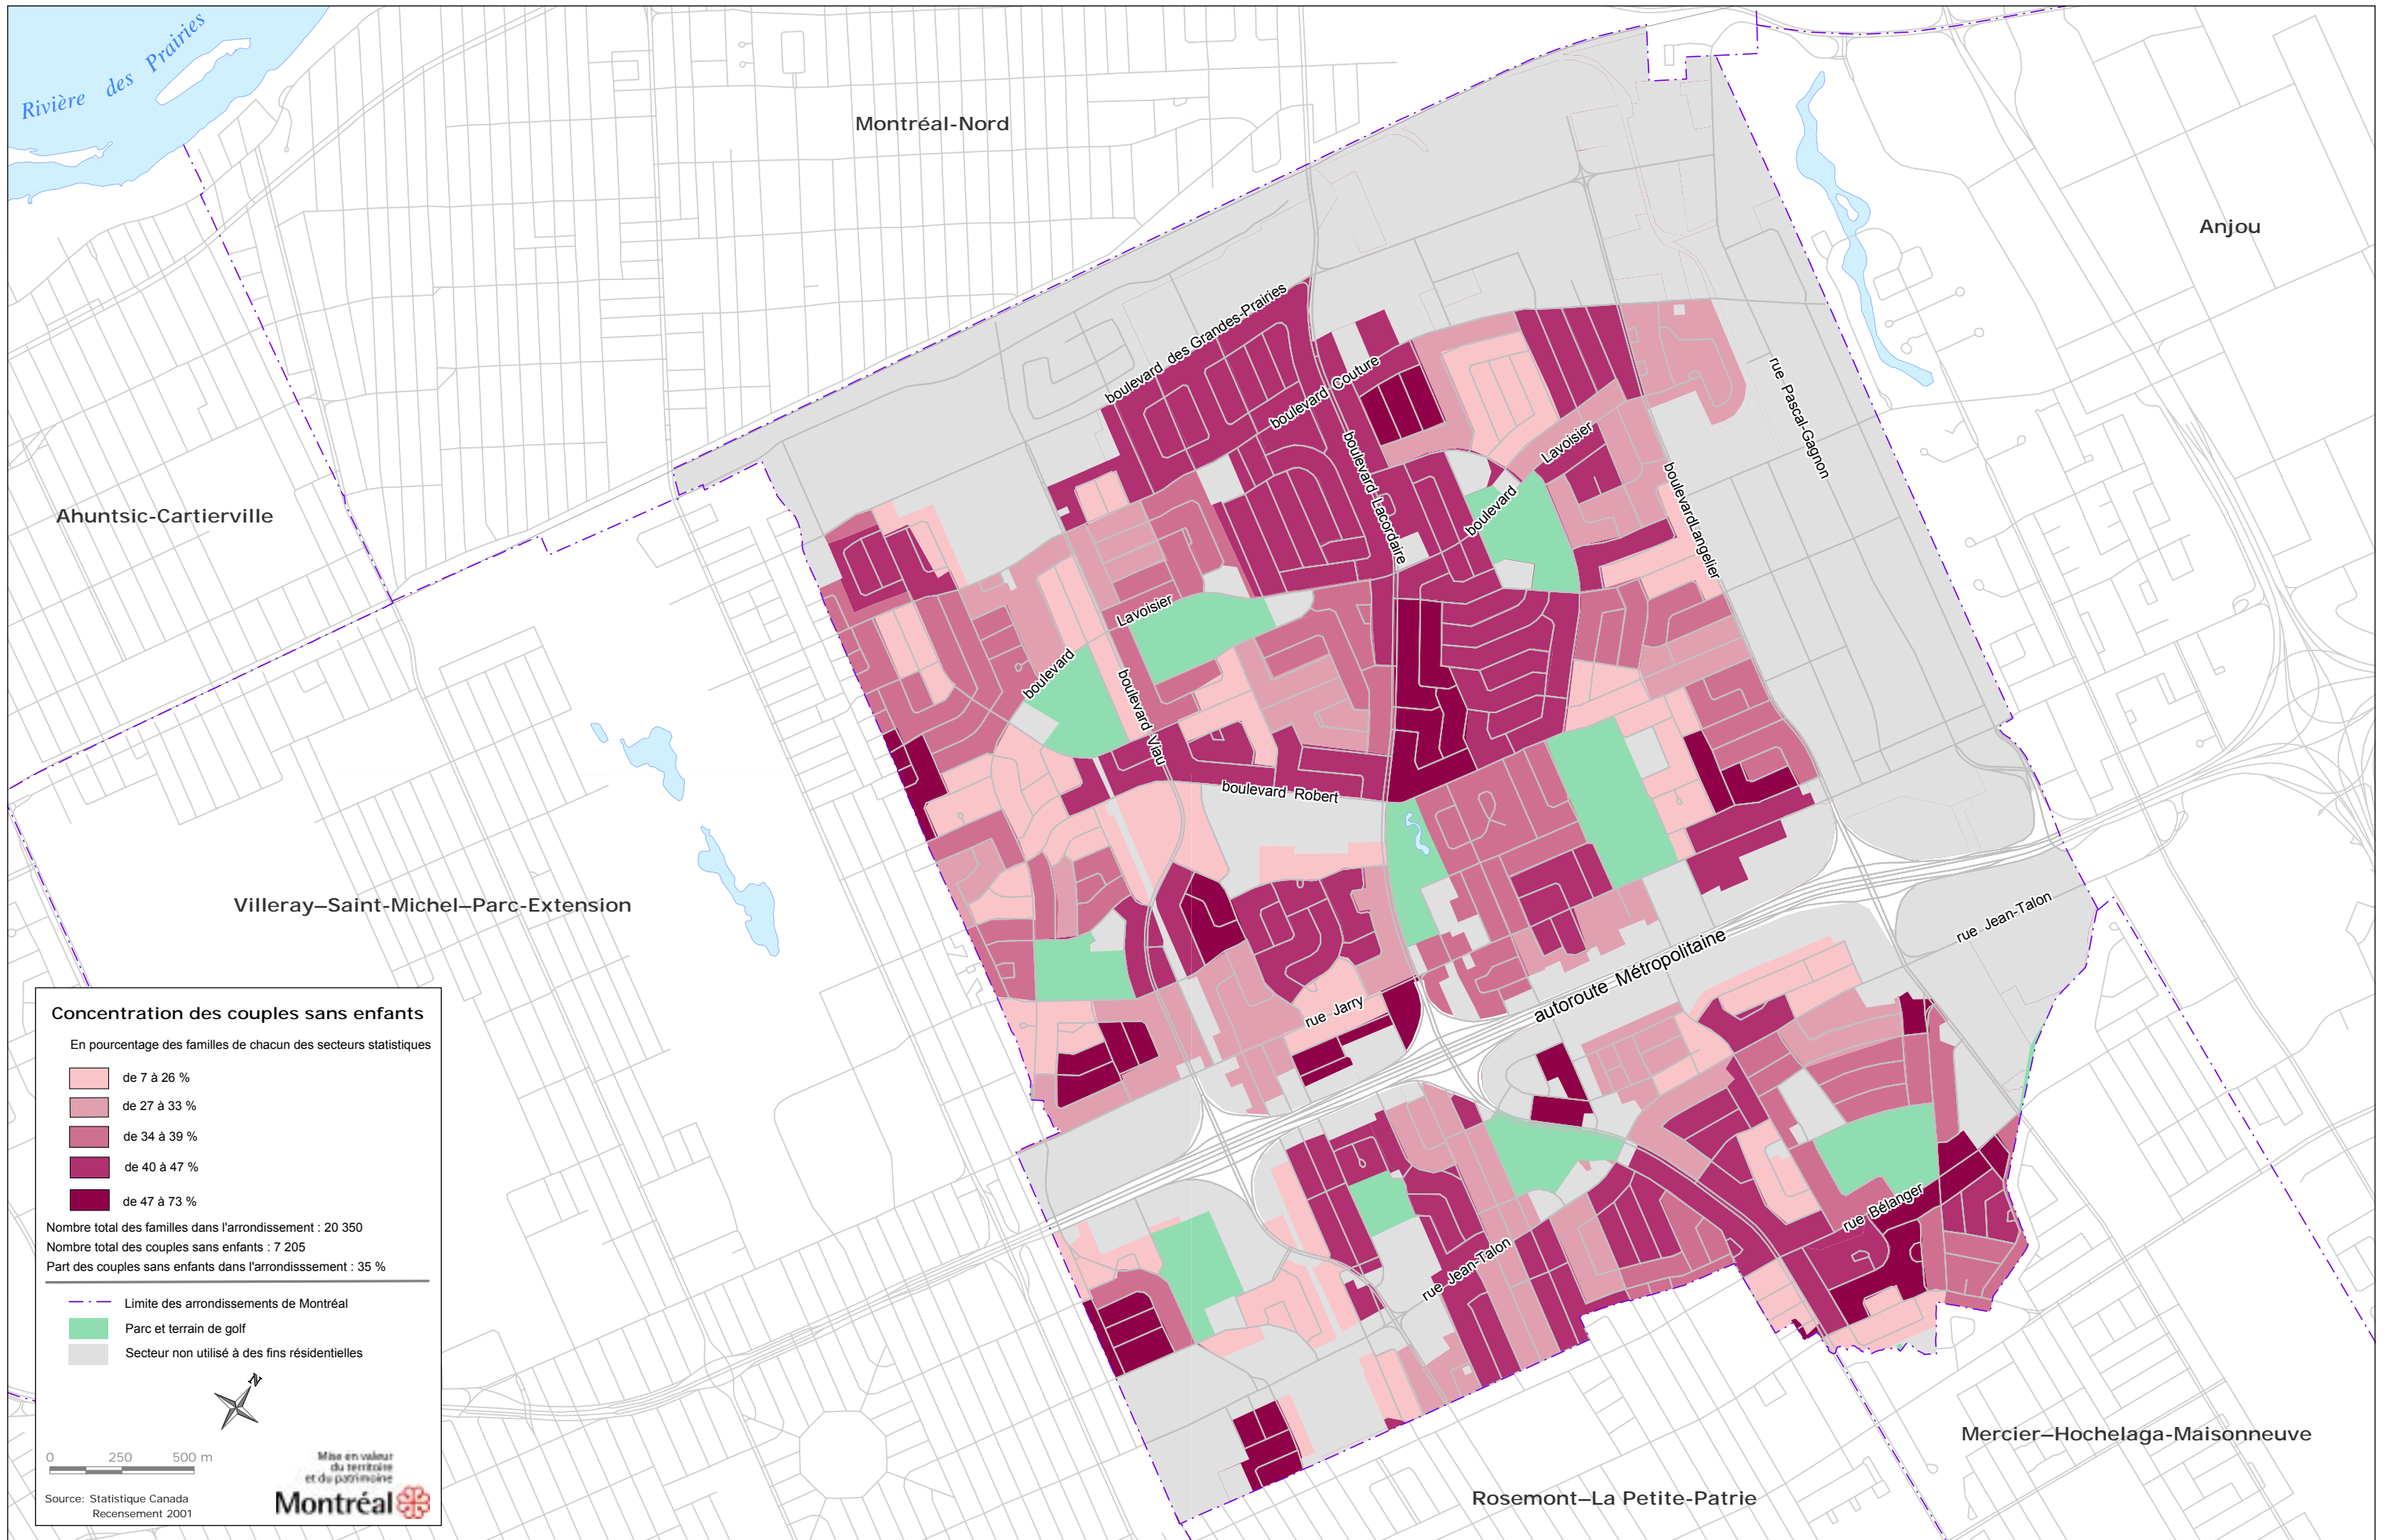 Rivière des Prairies
Montréal-Nord
Anjou
Ahuntsic-Cartierville
Villeray–Saint-Michel–Parc-Extension
Mercier–Hochelaga-Maisonneuve
Rosemont–La Petite-Patrie
boulevard des Grandes-Prairies
boulevard Couture
boulevard Lacordaire
boulevard Lavoisier
rue Pascal-Gagnon
boulevardLangelier
boulevard Lavoisier
boulevard Viau
boulevard Robert
rue Jarry
autoroute Métropolitaine
rue Jean-Talon
rue Jean-Talon
rue Bélanger
Concentration des couples sans enfants
En pourcentage des familles de chacun des secteurs statistiques
de 7 à 26 %
de 27 à 33 %
de 34 à 39 %
de 40 à 47 %
de 47 à 73 %
Nombre total des familles dans l'arrondissement : 20 350
Nombre total des couples sans enfants : 7 205
Part des couples sans enfants dans l'arrondisssement : 35 %
Limite des arrondissements de Montréal
Parc et terrain de golf
Secteur non utilisé à des fins résidentielles
N
0 250 500 m
Source: Statistique Canada
Recensement 2001
Mise en valeur
du territoire
et du patrimoine
Montréal